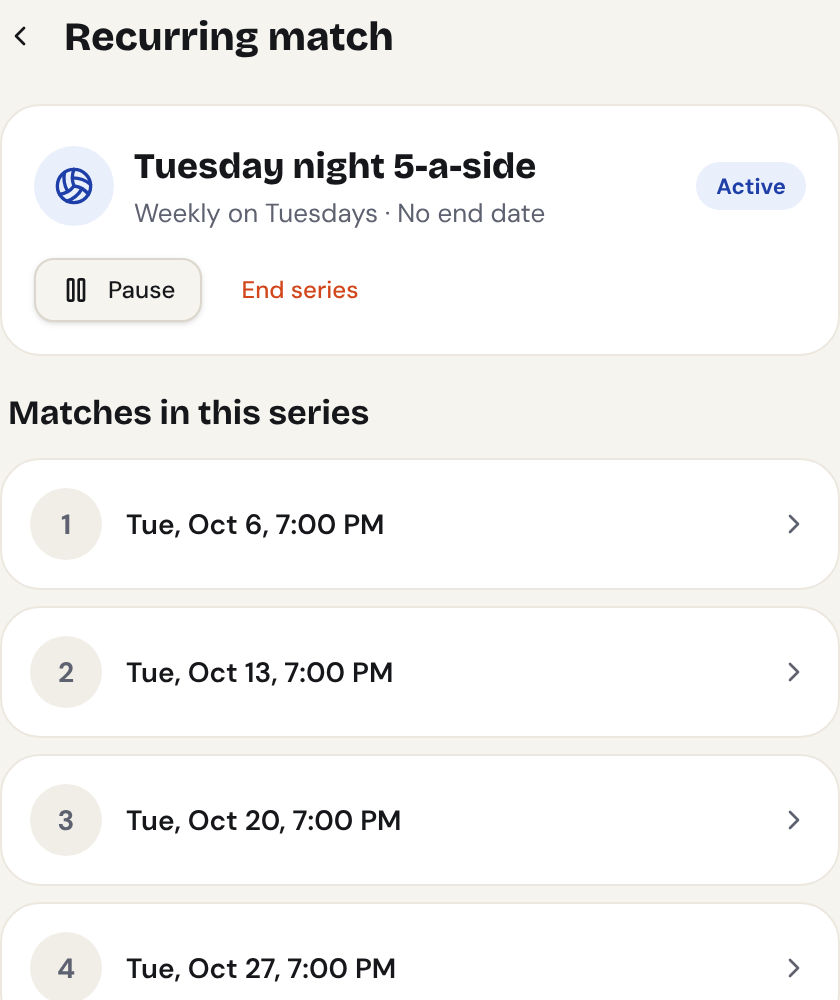 Recurring match
Tuesday night 5-a-side
Weekly on Tuesdays · No end date
Active
Pause
End series
Matches in this series
1
Tue, Oct 6, 7:00 PM
2
Tue, Oct 13, 7:00 PM
3
Tue, Oct 20, 7:00 PM
4
Tue, Oct 27, 7:00 PM